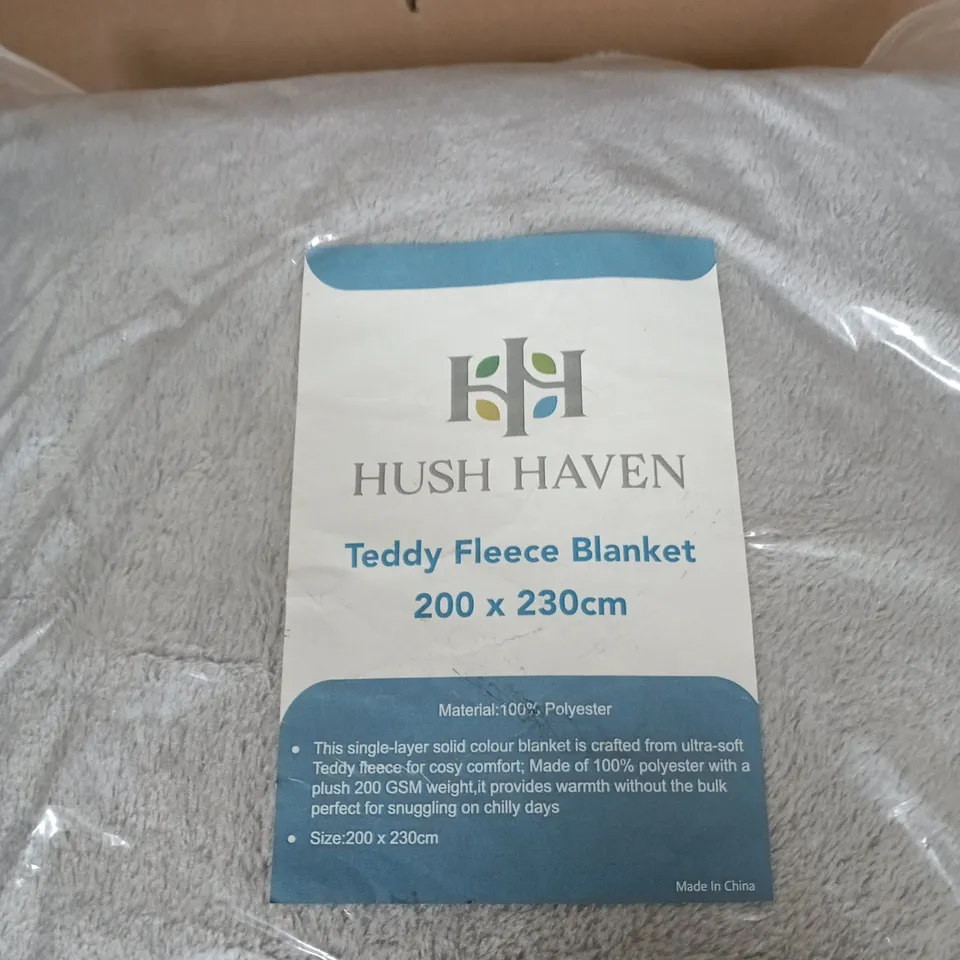 HUSH HAVEN
Teddy Fleece Blanket
200 x 230cm
Material:100% Polyester
• This single-layer solid colour blanket is crafted from ultra-soft
Teddy fleece for cosy comfort; Made of 100% polyester with a
plush 200 GSM weight,it provides warmth without the bulk
perfect for snuggling on chilly days
• Size:200 x 230cm
Made In China